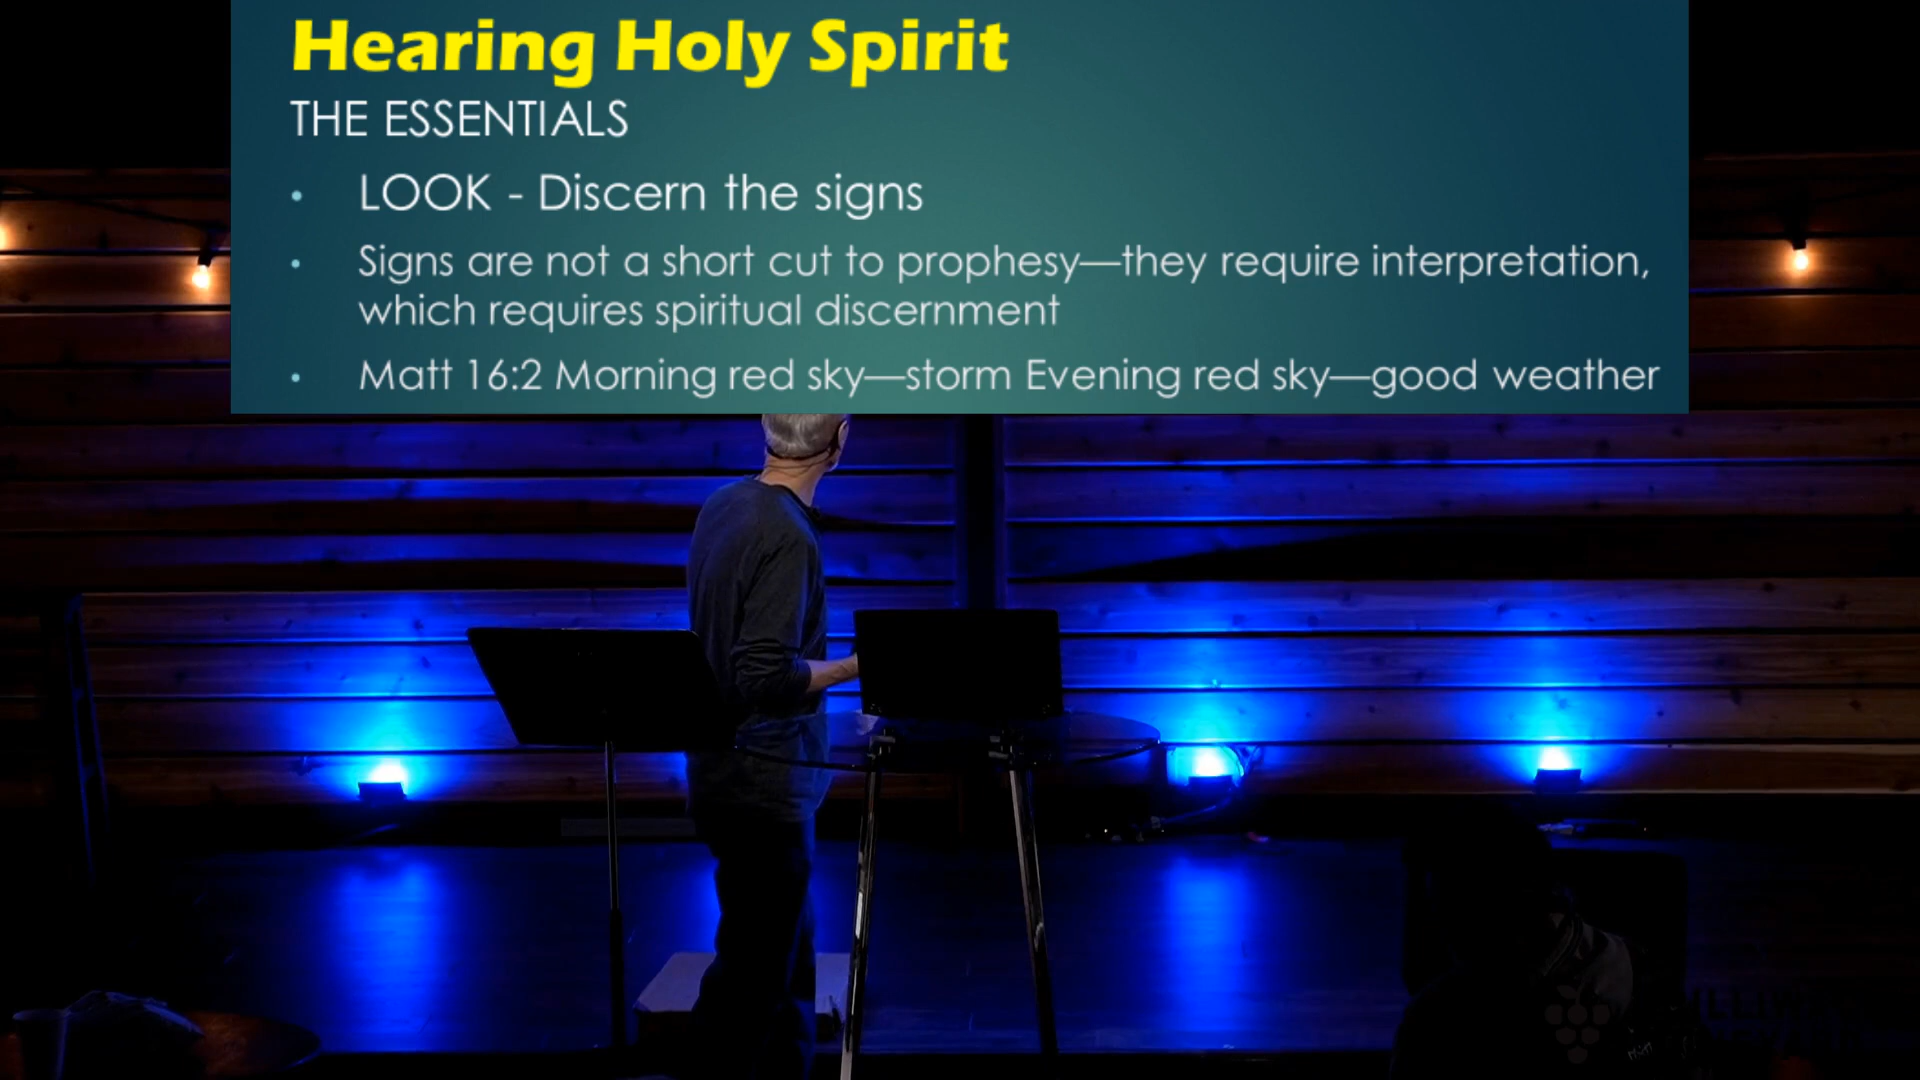 Hearing Holy Spirit
THE ESSENTIALS
• LOOK - Discern the signs
• Signs are not a short cut to prophesy—they require interpretation,
which requires spiritual discernment
• Matt 16:2 Morning red sky—storm Evening red sky—good weather